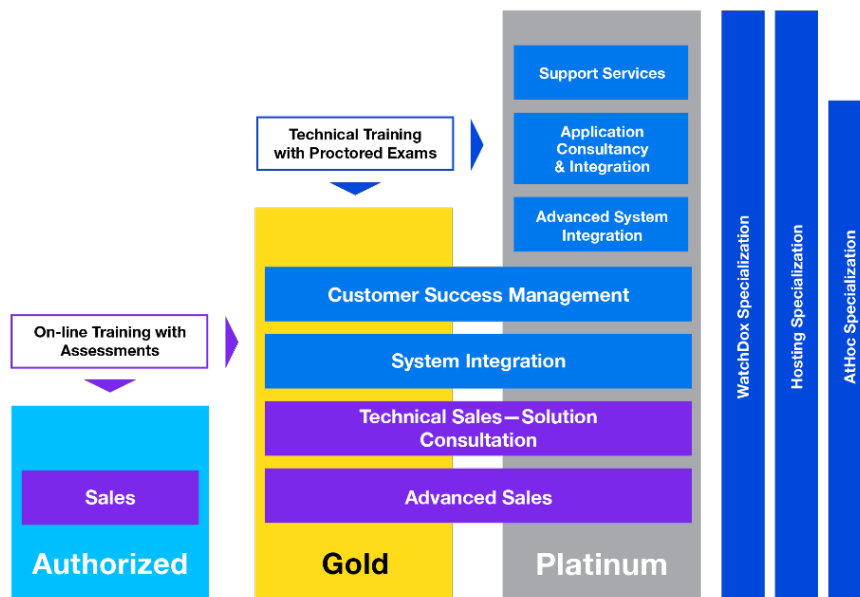 Support Services
Technical Training
with Proctored Exams
Application
Consultancy
& Integration
Advanced System
Integration
Customer Success Management
On-line Training with
Assessments
System Integration
Technical Sales—Solution
Consultation
Sales
Advanced Sales
Authorized
Gold
Platinum
WatchDox Specialization
Hosting Specialization
AtHoc Specialization